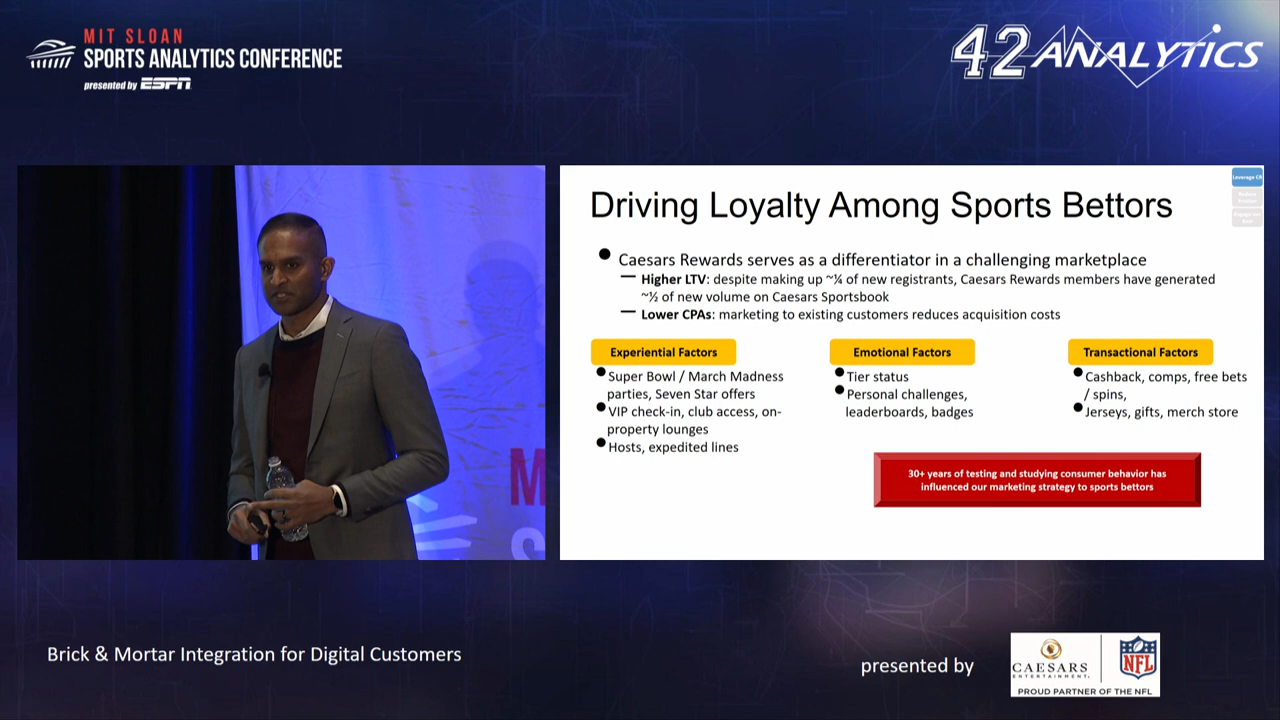 MIT SLOAN
SPORTS ANALYTICS CONFERENCE
presented by ESPN
42 ANALYTICS
Leverage CR
Driving Loyalty Among Sports Bettors
● Caesars Rewards serves as a differentiator in a challenging marketplace
— Higher LTV: despite making up ~¼ of new registrants, Caesars Rewards members have generated
~½ of new volume on Caesars Sportsbook
— Lower CPAs: marketing to existing customers reduces acquisition costs
Experiential Factors
● Super Bowl / March Madness
parties, Seven Star offers
● VIP check-in, club access, on-
property lounges
● Hosts, expedited lines
Emotional Factors
● Tier status
● Personal challenges,
leaderboards, badges
Transactional Factors
● Cashback, comps, free bets
/ spins,
● Jerseys, gifts, merch store
30+ years of testing and studying consumer behavior has
influenced our marketing strategy to sports bettors
M
S
Brick & Mortar Integration for Digital Customers
presented by
CAESARS
ENTERTAINMENT.
NFL
PROUD PARTNER OF THE NFL